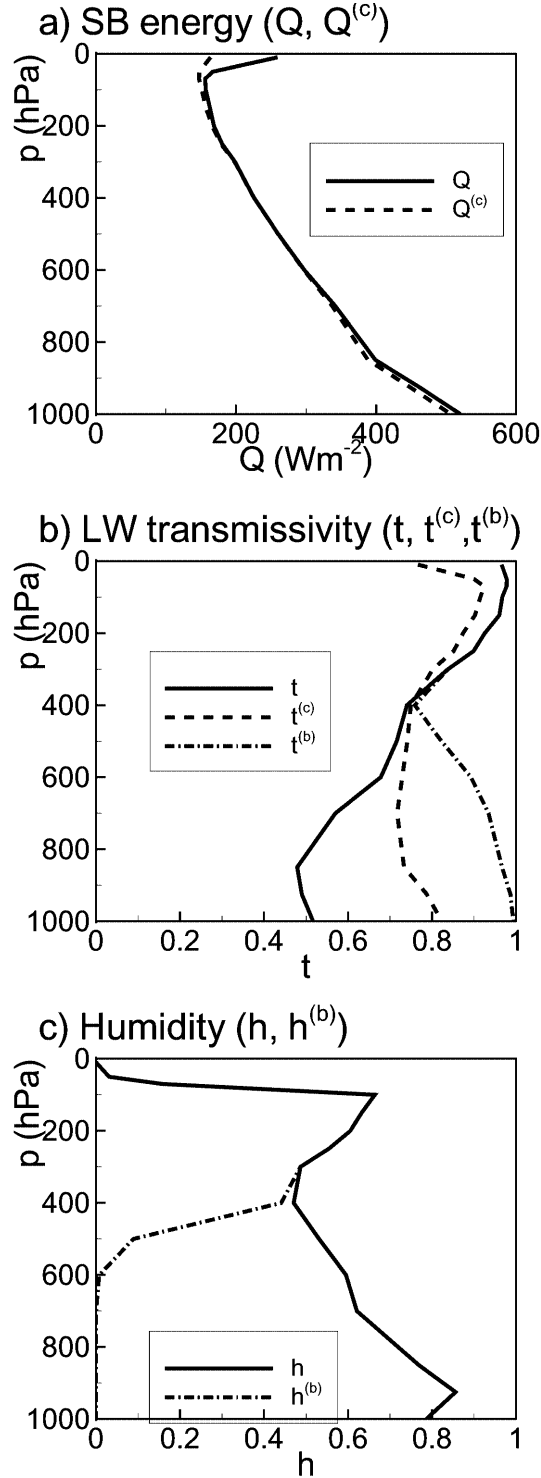 a) SB energy (Q, Q(c))
p (hPa)
0
200
400
600
800
1000
Q
Q(c)
0 200 400 600
Q (Wm-2)
b) LW transmissivity (t, t(c),t(b))
p (hPa)
0
200
400
600
800
1000
t
t(c)
t(b)
0 0.2 0.4 0.6 0.8 1
t
c) Humidity (h, h(b))
p (hPa)
0
200
400
600
800
1000
h
h(b)
0 0.2 0.4 0.6 0.8 1
h